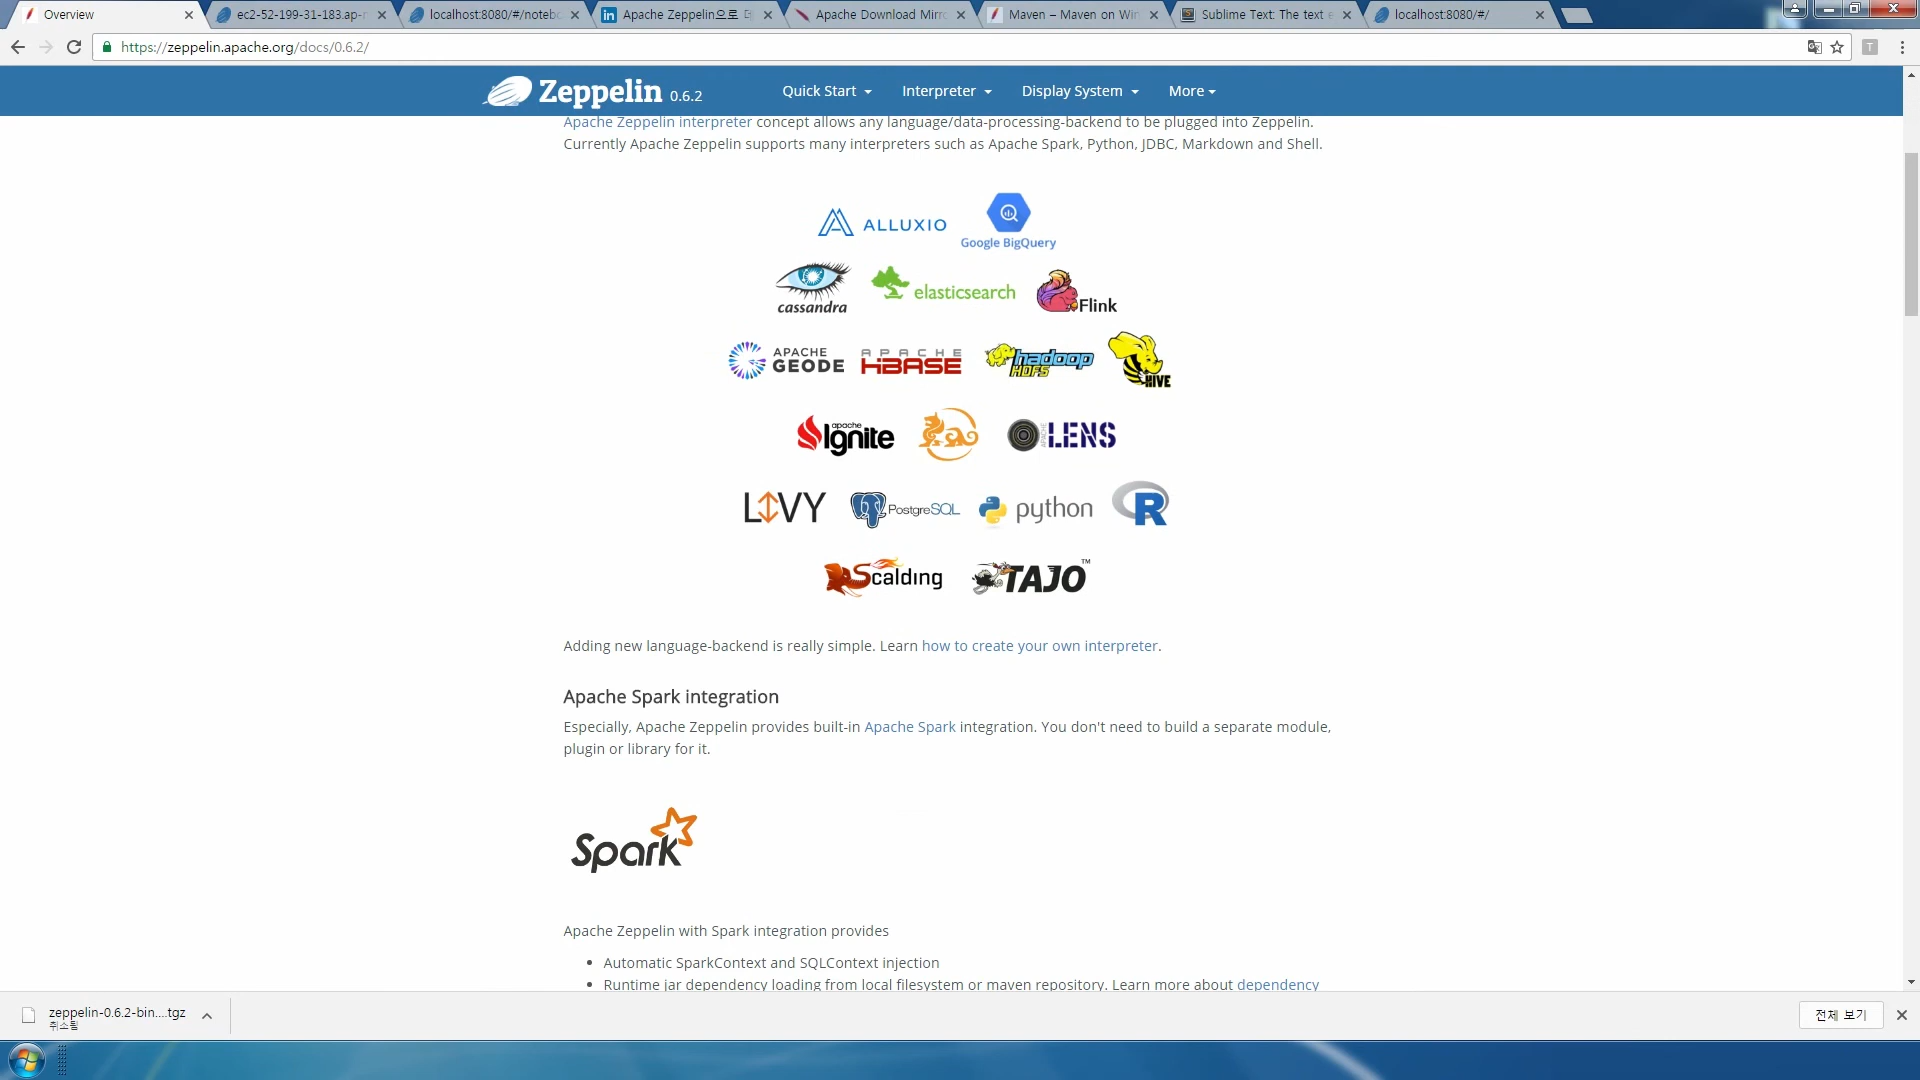 Overview
ec2-52-199-31-183.ap-n
localhost:8080/#/notebo
Apache Zeppelin으로 데
Apache Download Mirro
Maven – Maven on Win
Sublime Text: The text e
localhost:8080/#/
https://zeppelin.apache.org/docs/0.6.2/
T
Zeppelin 0.6.2
Quick Start
Interpreter
Display System
More
Apache Zeppelin interpreter concept allows any language/data-processing-backend to be plugged into Zeppelin.
Currently Apache Zeppelin supports many interpreters such as Apache Spark, Python, JDBC, Markdown and Shell.
ALLUXIO
Google BigQuery
cassandra
elasticsearch
Flink
APACHE GEODE
APACHE HBASE
hadoop HDFS
HIVE
apache Ignite
APACHE LENS
LIVY
PostgreSQL
python
R
Scalding
TAJO™
Adding new language-backend is really simple. Learn how to create your own interpreter.
Apache Spark integration
Especially, Apache Zeppelin provides built-in Apache Spark integration. You don't need to build a separate module,
plugin or library for it.
Spark
Apache Zeppelin with Spark integration provides
Automatic SparkContext and SQLContext injection
Runtime jar dependency loading from local filesystem or maven repository. Learn more about dependency
zeppelin-0.6.2-bin....tgz
취소됨
전체 보기